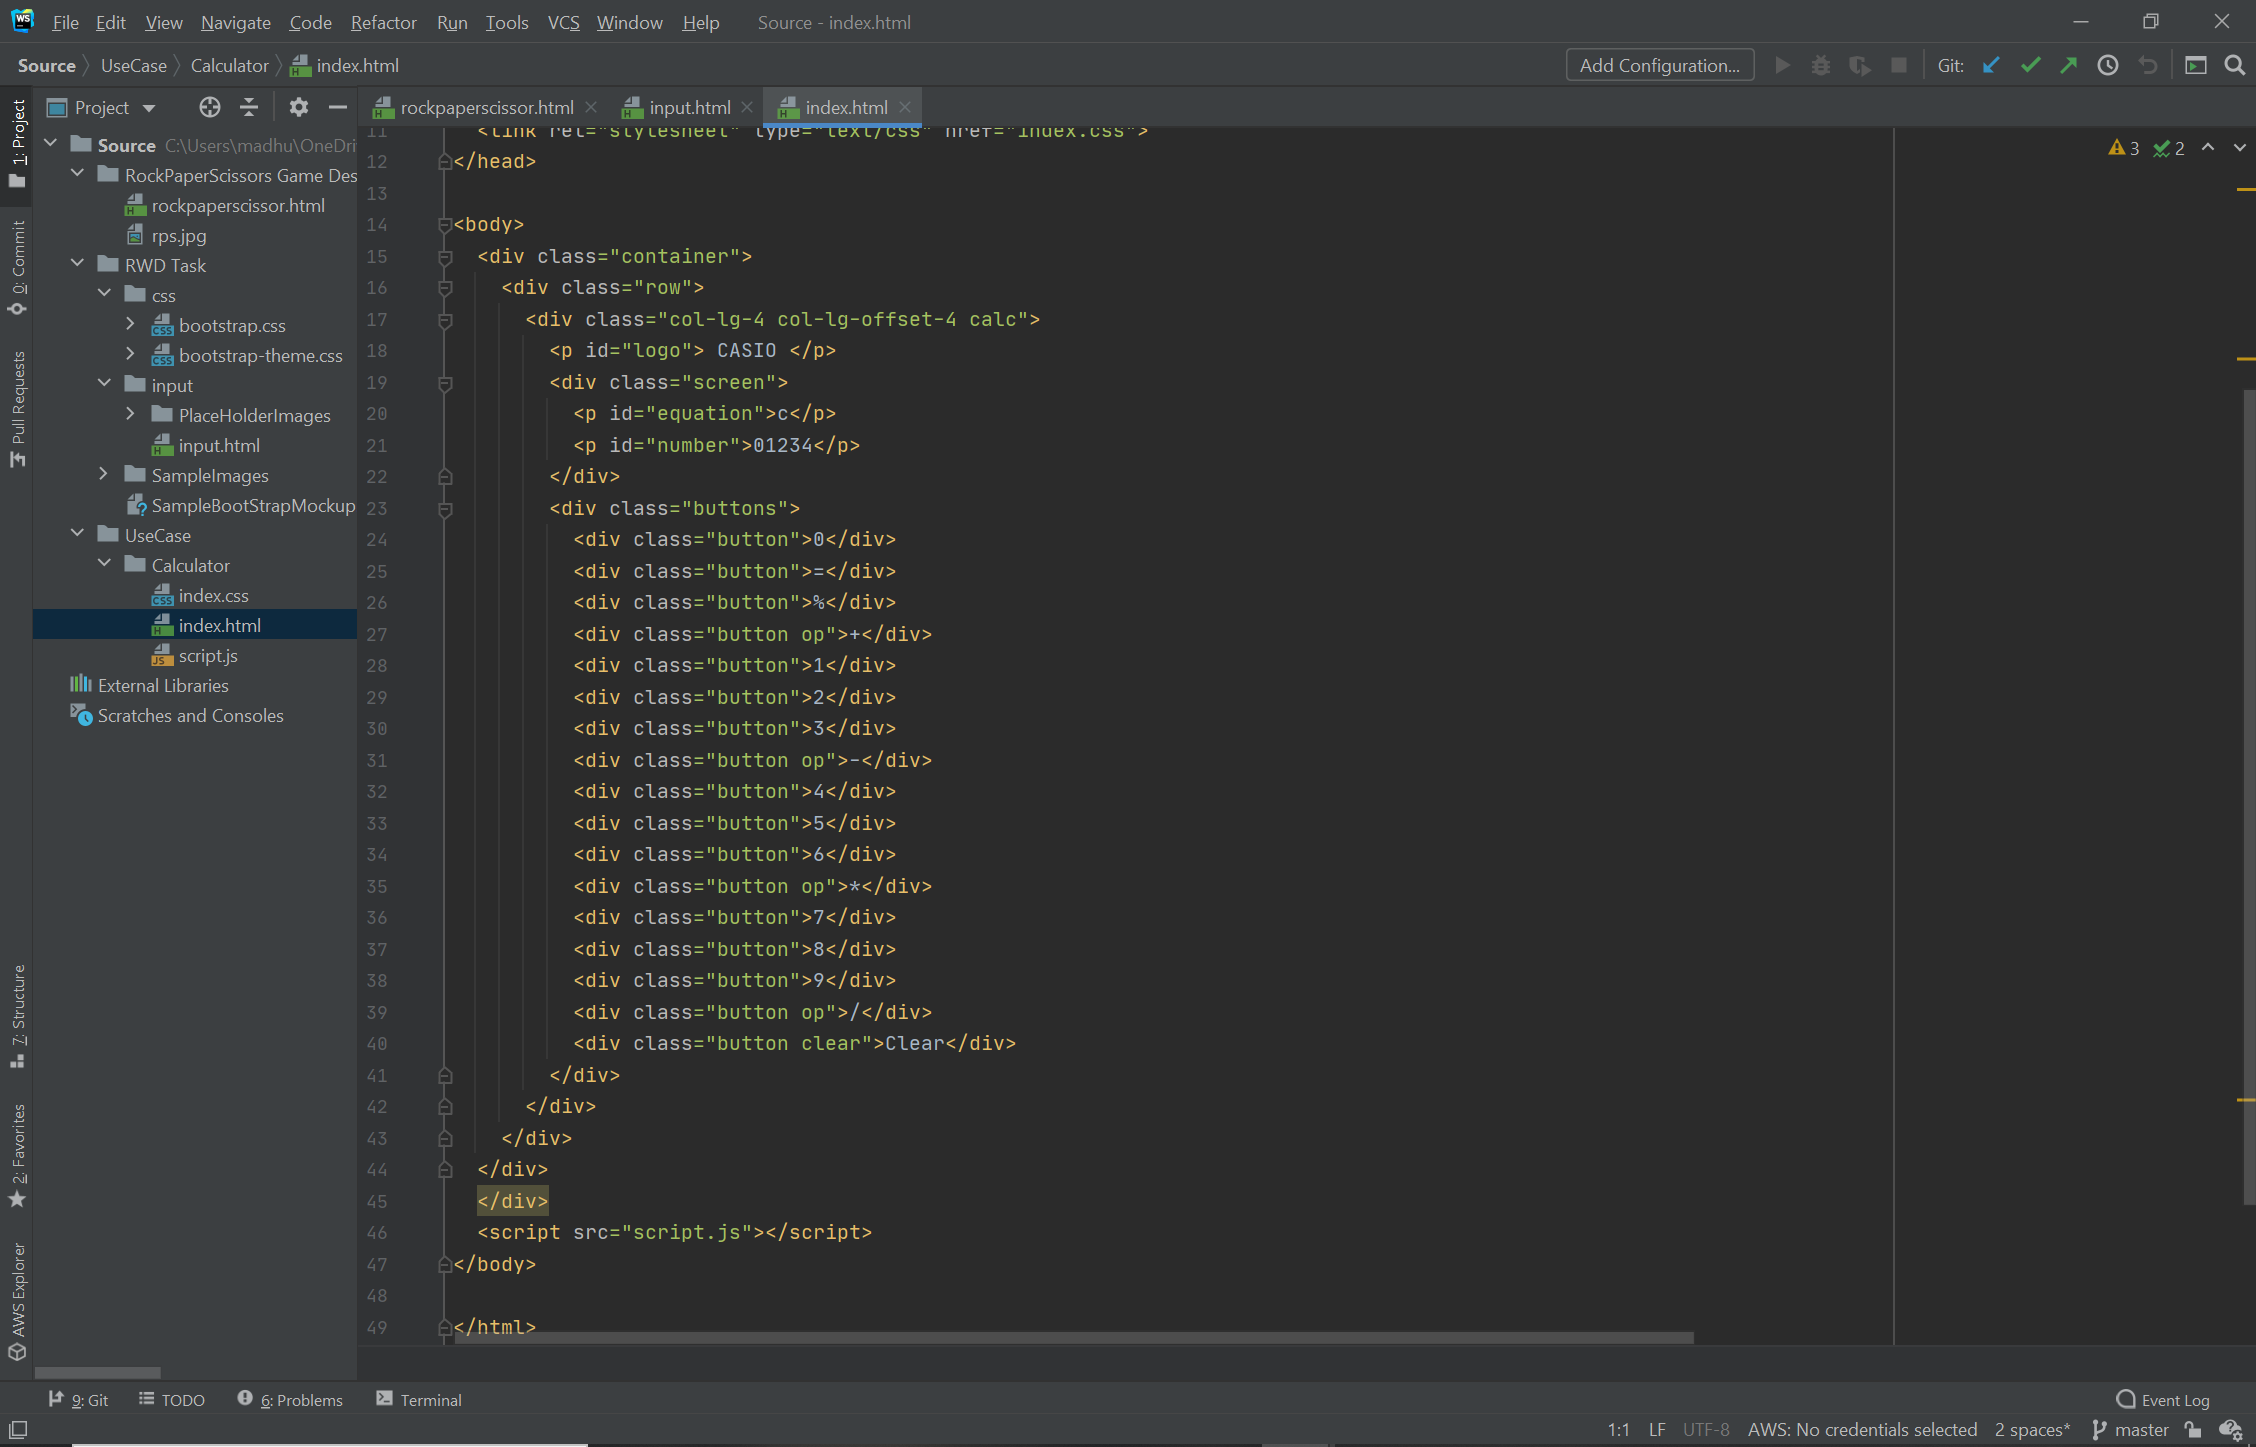 File Edit View Navigate Code Refactor Run Tools VCS Window Help Source - index.html
Source UseCase Calculator index.html Add Configuration... Git:
Project
rockpaperscissor.html input.html index.html
1: Project
0: Commit
Pull Requests
7: Structure
2: Favorites
AWS Explorer
Source C:\Users\madhu\OneDri
RockPaperScissors Game Des
rockpaperscissor.html
rps.jpg
RWD Task
css
bootstrap.css
bootstrap-theme.css
input
PlaceHolderImages
input.html
SampleImages
SampleBootStrapMockup
UseCase
Calculator
index.css
index.html
script.js
External Libraries
Scratches and Consoles
3 2
11 <link rel="stylesheet" type="text/css" href="index.css">
12 </head>
13
14 <body>
15 <div class="container">
16 <div class="row">
17 <div class="col-lg-4 col-lg-offset-4 calc">
18 <p id="logo"> CASIO </p>
19 <div class="screen">
20 <p id="equation">c</p>
21 <p id="number">01234</p>
22 </div>
23 <div class="buttons">
24 <div class="button">0</div>
25 <div class="button">=</div>
26 <div class="button">%</div>
27 <div class="button op">+</div>
28 <div class="button">1</div>
29 <div class="button">2</div>
30 <div class="button">3</div>
31 <div class="button op">-</div>
32 <div class="button">4</div>
33 <div class="button">5</div>
34 <div class="button">6</div>
35 <div class="button op">*</div>
36 <div class="button">7</div>
37 <div class="button">8</div>
38 <div class="button">9</div>
39 <div class="button op">/</div>
40 <div class="button clear">Clear</div>
41 </div>
42 </div>
43 </div>
44 </div>
45 </div>
46 <script src="script.js"></script>
47 </body>
48
49 </html>
9: Git TODO 6: Problems Terminal Event Log
1:1 LF UTF-8 AWS: No credentials selected 2 spaces* master